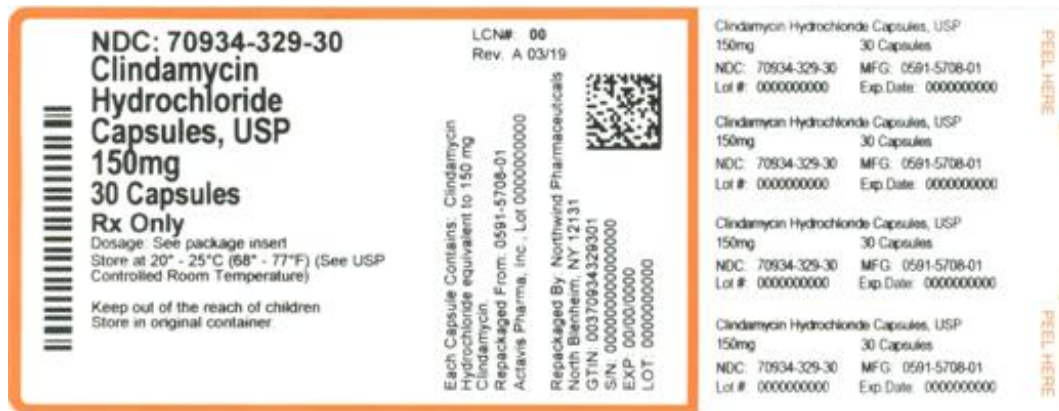 NDC: 70934-329-30
Clindamycin
Hydrochloride
Capsules, USP
150mg
30 Capsules
Rx Only
Dosage: See package insert
Store at 20° - 25°C (68° - 77°F) (See USP
Controlled Room Temperature)
Keep out of the reach of children
Store in original container
LCN#: 00
Rev. A 03/19
Each Capsule Contains: Clindamycin
Hydrochloride equivalent to 150 mg
Clindamycin.
Repackaged From: 0591-5708-01
Actavis Pharma, Inc., Lot 00000000000
Repackaged By: Northwind Pharmaceuticals
North Blenheim, NY 12131
GTIN: 00370934329301
S/N: 00000000000000
EXP: 00/00/0000
LOT: 0000000000
Clindamycin Hydrochloride Capsules, USP
150mg 30 Capsules
NDC: 70934-329-30 MFG: 0591-5708-01
Lot #: 0000000000 Exp.Date: 0000000000
Clindamycin Hydrochloride Capsules, USP
150mg 30 Capsules
NDC: 70934-329-30 MFG: 0591-5708-01
Lot #: 0000000000 Exp.Date: 0000000000
Clindamycin Hydrochloride Capsules, USP
150mg 30 Capsules
NDC: 70934-329-30 MFG: 0591-5708-01
Lot #: 0000000000 Exp.Date: 0000000000
Clindamycin Hydrochloride Capsules, USP
150mg 30 Capsules
NDC: 70934-329-30 MFG: 0591-5708-01
Lot #: 0000000000 Exp.Date: 0000000000
PEEL HERE
PEEL HERE